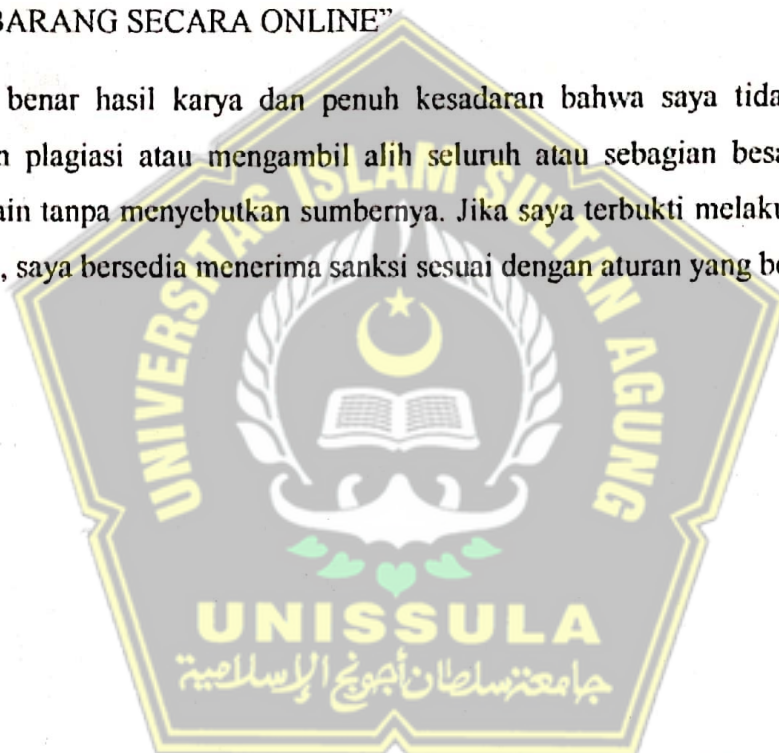 BARANG SECARA ONLINE”
benar hasil karya dan penuh kesadaran bahwa saya tida
plagiasi atau mengambil alih seluruh atau sebagian besa
ain tanpa menyebutkan sumbernya. Jika saya terbukti melaku
, saya bersedia menerima sanksi sesuai dengan aturan yang be
UNIVERSITAS ISLAM SULTAN AGUNG
UNISSULA
جامعة سلطان أجونج الإسلامية